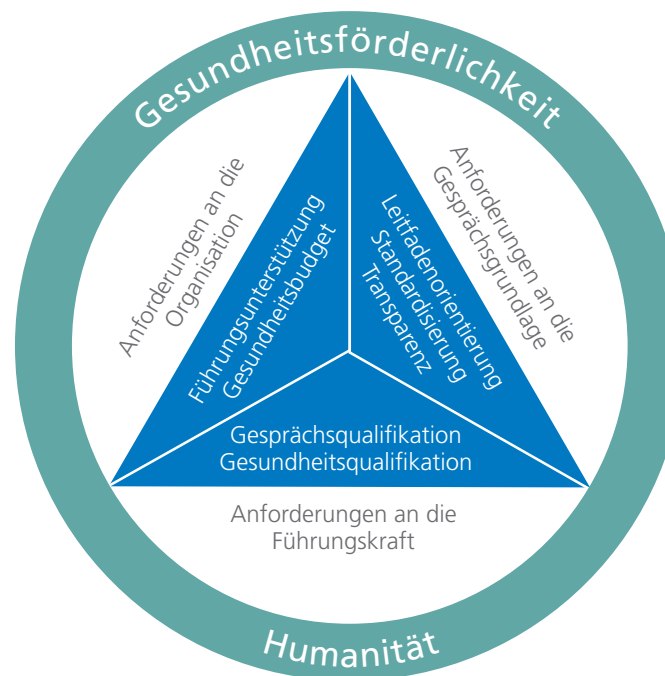 Gesundheitsförderlichkeit
Anforderungen an die
Organisation
Führungsunterstützung
Gesundheitsbudget
Anforderungen an die
Gesprächsgrundlage
Leitfadenorientierung
Standardisierung
Transparenz
Gesprächsqualifikation
Gesundheitsqualifikation
Anforderungen an die
Führungskraft
Humanität